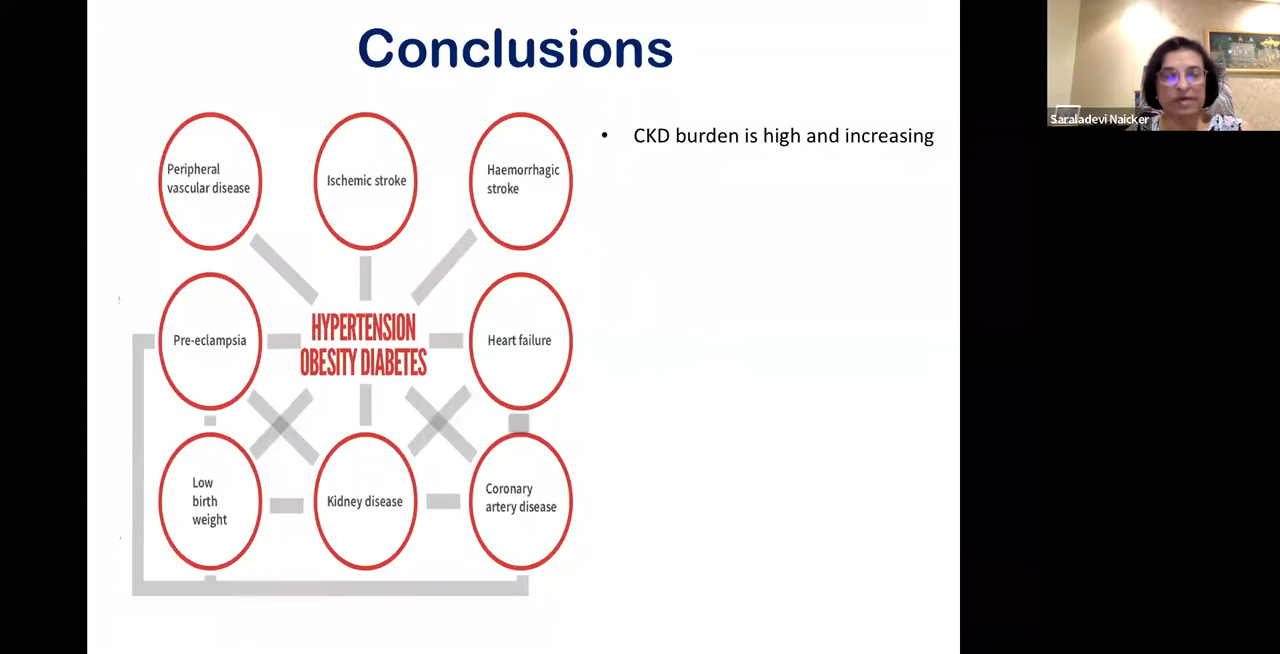 Conclusions
Saraladevi Naicker
• CKD burden is high and increasing
Peripheral
vascular disease
Ischemic stroke
Haemorrhagic
stroke
HYPERTENSION
OBESITY DIABETES
Pre-eclampsia
Heart failure
Low
birth
weight
Kidney disease
Coronary
artery disease